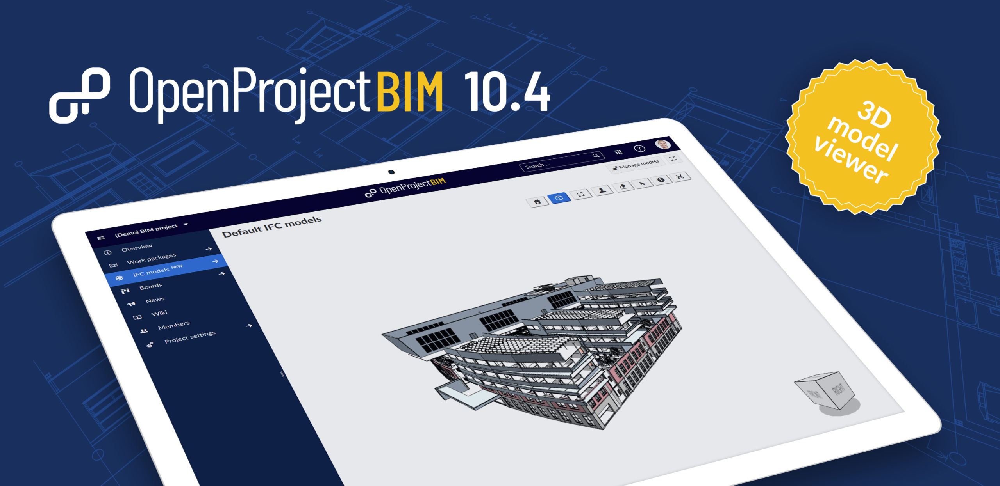 OpenProjectBIM 10.4
3D
model
viewer
Search ...
OpenProjectBIM
Manage models
(Demo) BIM project
Default IFC models
Overview
Work packages
IFC models NEW
Boards
News
Wiki
Members
Project settings
FRONT
RIGHT